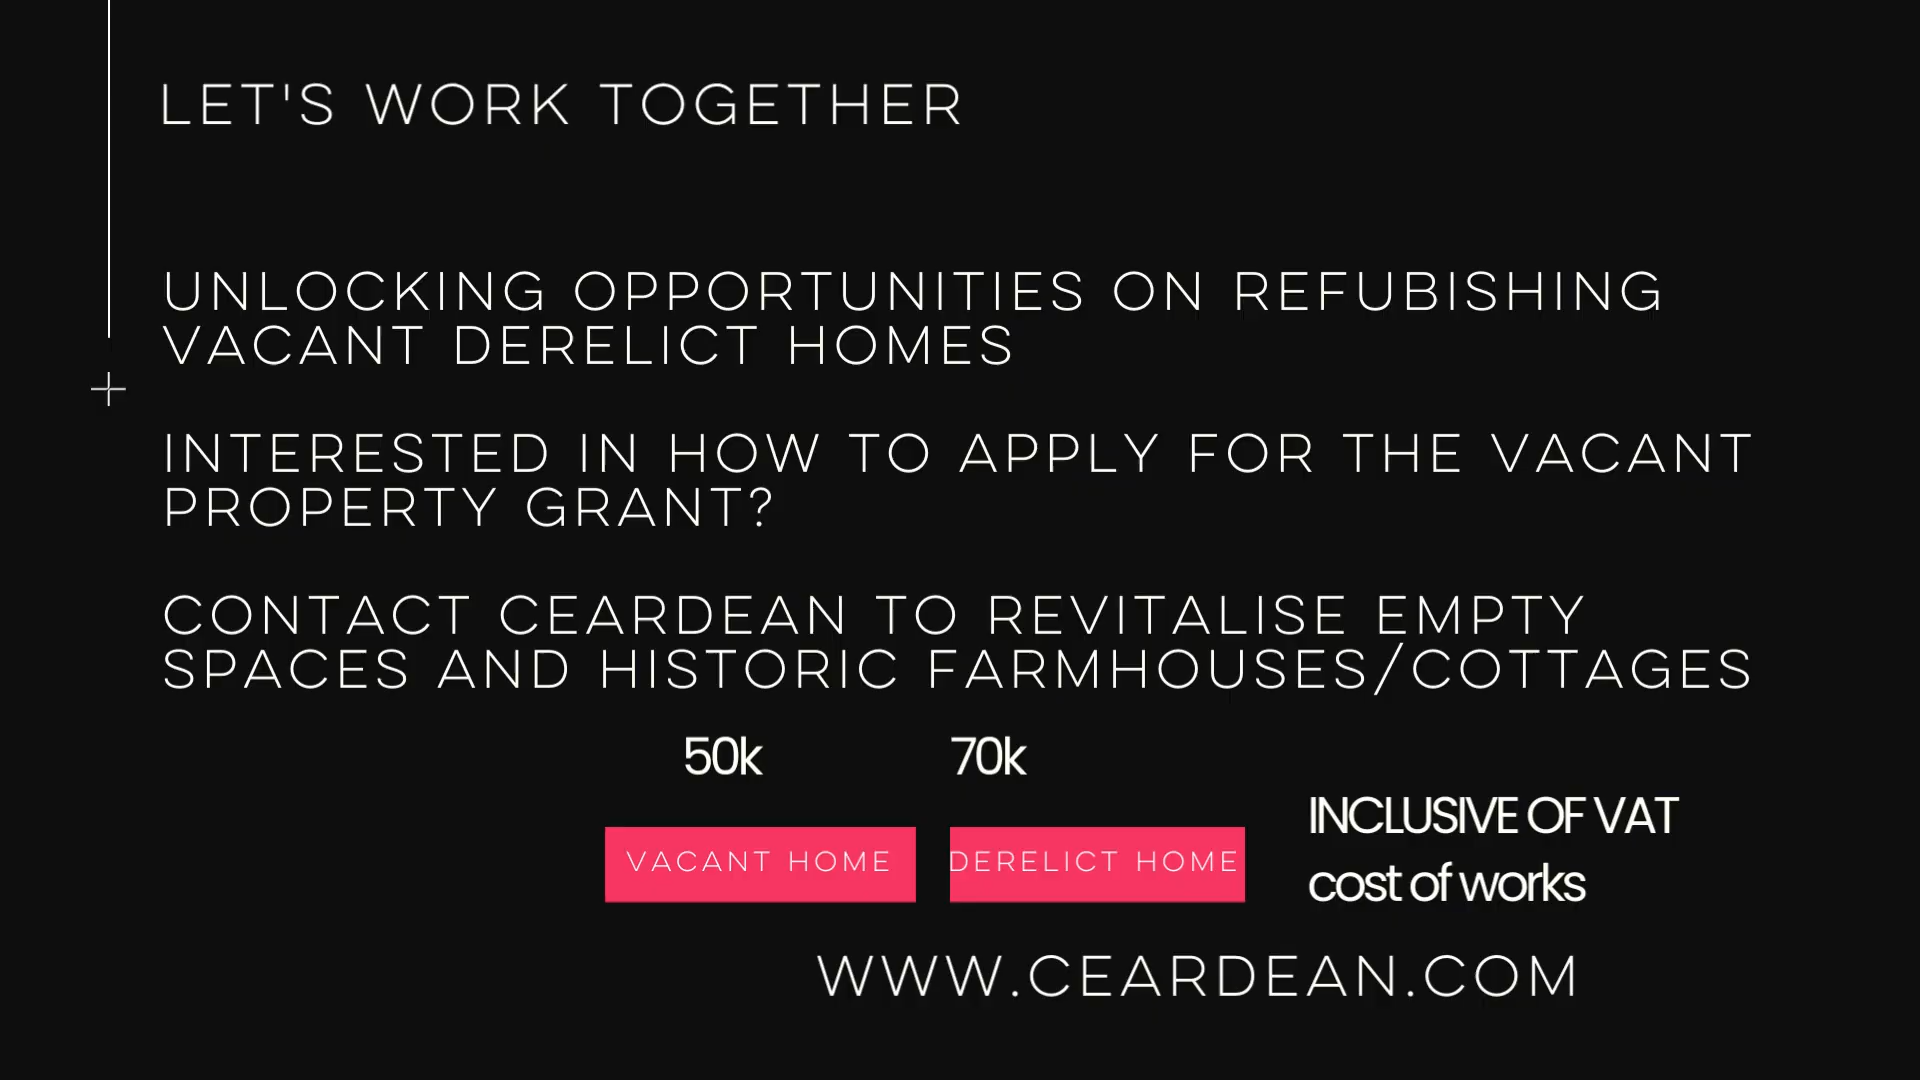 LET'S WORK TOGETHER
UNLOCKING OPPORTUNITIES ON REFUBISHING
VACANT DERELICT HOMES
INTERESTED IN HOW TO APPLY FOR THE VACANT
PROPERTY GRANT?
CONTACT CEARDEAN TO REVITALISE EMPTY
SPACES AND HISTORIC FARMHOUSES/COTTAGES
50k
70k
VACANT HOME
DERELICT HOME
INCLUSIVE OF VAT
cost of works
WWW.CEARDEAN.COM